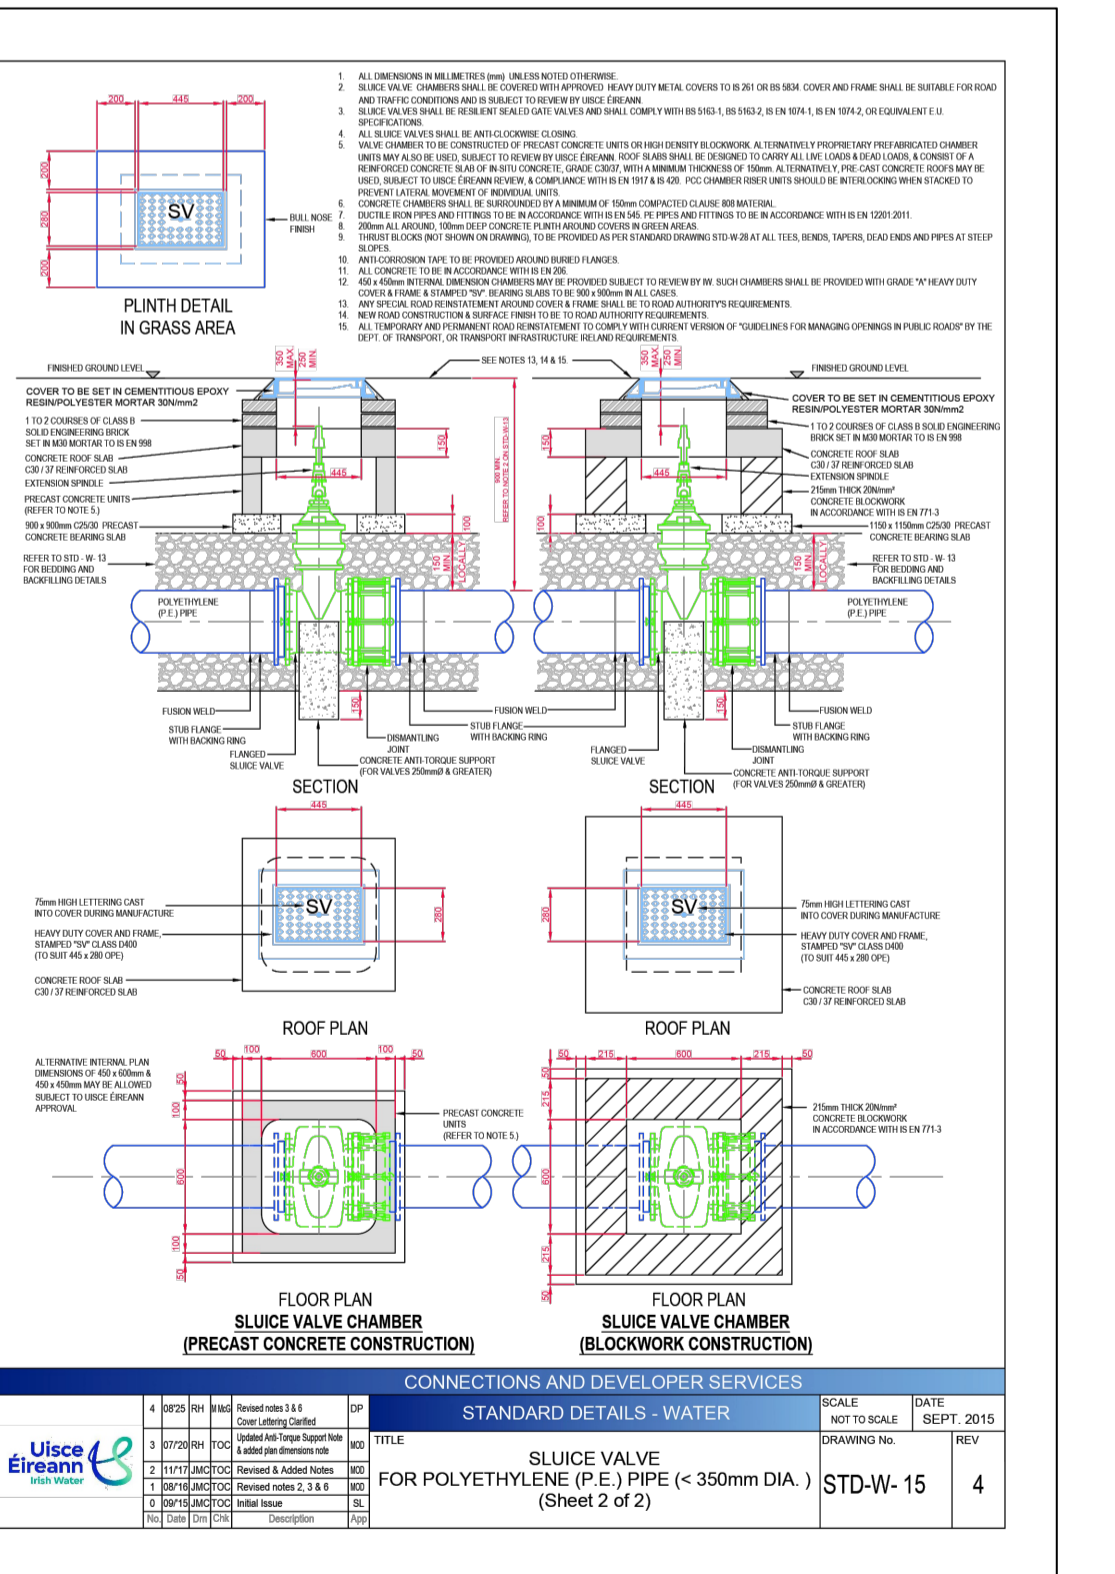 1. ALL DIMENSIONS IN MILLIMETRES (mm) UNLESS NOTED OTHERWISE.
2. SLUICE VALVE CHAMBERS SHALL BE COVERED WITH APPROVED HEAVY DUTY METAL COVERS TO IS 261 OR BS 5834. COVER AND FRAME SHALL BE SUITABLE FOR ROAD
AND TRAFFIC CONDITIONS AND IS SUBJECT TO REVIEW BY UISCE ÉIREANN.
3. SLUICE VALVES SHALL BE RESILIENT SEALED GATE VALVES AND SHALL COMPLY WITH BS 5163-1, BS 5163-2, IS EN 1074-1, IS EN 1074-2, OR EQUIVALENT E.U.
SPECIFICATIONS.
4. ALL SLUICE VALVES SHALL BE ANTI-CLOCKWISE CLOSING.
5. VALVE CHAMBER TO BE CONSTRUCTED OF PRECAST CONCRETE UNITS OR HIGH DENSITY BLOCKWORK. ALTERNATIVELY PROPRIETARY PREFABRICATED CHAMBER
UNITS MAY ALSO BE USED, SUBJECT TO REVIEW BY UISCE ÉIREANN. ROOF SLABS SHALL BE DESIGNED TO CARRY ALL LIVE LOADS & DEAD LOADS, & CONSIST OF A
REINFORCED CONCRETE SLAB OF IN-SITU CONCRETE, GRADE C30/37, WITH A MINIMUM THICKNESS OF 150mm. ALTERNATIVELY, PRE-CAST CONCRETE ROOFS MAY BE
USED, SUBJECT TO UISCE ÉIREANN REVIEW, & COMPLIANCE WITH IS EN 1917 & IS 420. PCC CHAMBER RISER UNITS SHOULD BE INTERLOCKING WHEN STACKED TO
PREVENT LATERAL MOVEMENT OF INDIVIDUAL UNITS.
6. CONCRETE CHAMBERS SHALL BE SURROUNDED BY A MINIMUM OF 150mm COMPACTED CLAUSE 808 MATERIAL.
7. DUCTILE IRON PIPES AND FITTINGS TO BE IN ACCORDANCE WITH IS EN 545. PE PIPES AND FITTINGS TO BE IN ACCORDANCE WITH IS EN 12201:2011.
8. 200mm ALL AROUND, 100mm DEEP CONCRETE PLINTH AROUND COVERS IN GREEN AREAS.
9. THRUST BLOCKS (NOT SHOWN ON DRAWING), TO BE PROVIDED AS PER STANDARD DRAWING STD-W-28 AT ALL TEES, BENDS, TAPERS, DEAD ENDS AND PIPES AT STEEP
SLOPES.
10. ANTI-CORROSION TAPE TO BE PROVIDED AROUND BURIED FLANGES.
11. ALL CONCRETE TO BE IN ACCORDANCE WITH IS EN 206.
12. 450 x 450mm INTERNAL DIMENSION CHAMBERS MAY BE PROVIDED SUBJECT TO REVIEW BY IW. SUCH CHAMBERS SHALL BE PROVIDED WITH GRADE "A" HEAVY DUTY
COVER & FRAME & STAMPED "SV". BEARING SLABS TO BE 900 x 900mm IN ALL CASES.
13. ANY SPECIAL ROAD REINSTATEMENT AROUND COVER & FRAME SHALL BE TO ROAD AUTHORITY'S REQUIREMENTS.
14. NEW ROAD CONSTRUCTION & SURFACE FINISH TO BE TO ROAD AUTHORITY REQUIREMENTS.
15. ALL TEMPORARY AND PERMANENT ROAD REINSTATEMENT TO COMPLY WITH CURRENT VERSION OF "GUIDELINES FOR MANAGING OPENINGS IN PUBLIC ROADS" BY THE
DEPT. OF TRANSPORT, OR TRANSPORT INFRASTRUCTURE IRELAND REQUIREMENTS.
200 445 200
200
280
200
SV
BULL NOSE
FINISH
PLINTH DETAIL
IN GRASS AREA
FINISHED GROUND LEVEL
350 MAX.
250 MIN.
SEE NOTES 13, 14 & 15.
COVER TO BE SET IN CEMENTITIOUS EPOXY
RESIN/POLYESTER MORTAR 30N/mm2
1 TO 2 COURSES OF CLASS B
SOLID ENGINEERING BRICK
SET IN M30 MORTAR TO IS EN 998
CONCRETE ROOF SLAB
C30 / 37 REINFORCED SLAB
EXTENSION SPINDLE
PRECAST CONCRETE UNITS
(REFER TO NOTE 5.)
900 x 900mm C25/30 PRECAST
CONCRETE BEARING SLAB
REFER TO STD - W- 13
FOR BEDDING AND
BACKFILLING DETAILS
445
150
100
150
MIN.
LOCALLY
900 MIN.
REFER TO NOTE 2 ON STD-W-13
POLYETHYLENE
(P.E.) PIPE
FUSION WELD
STUB FLANGE
WITH BACKING RING
FLANGED
SLUICE VALVE
150
DISMANTLING
JOINT
CONCRETE ANTI-TORQUE SUPPORT
(FOR VALVES 250mmØ & GREATER)
SECTION
FUSION WELD
STUB FLANGE
WITH BACKING RING
350 MAX.
250 MIN.
FINISHED GROUND LEVEL
COVER TO BE SET IN CEMENTITIOUS EPOXY
RESIN/POLYESTER MORTAR 30N/mm2
1 TO 2 COURSES OF CLASS B SOLID ENGINEERING
BRICK SET IN M30 MORTAR TO IS EN 998
CONCRETE ROOF SLAB
C30 / 37 REINFORCED SLAB
EXTENSION SPINDLE
215mm THICK 20N/mm²
CONCRETE BLOCKWORK
IN ACCORDANCE WITH IS EN 771-3
1150 x 1150mm C25/30 PRECAST
CONCRETE BEARING SLAB
REFER TO STD - W- 13
FOR BEDDING AND
BACKFILLING DETAILS
150
445
100
150
MIN.
LOCALLY
POLYETHYLENE
(P.E.) PIPE
FUSION WELD
STUB FLANGE
WITH BACKING RING
FLANGED
SLUICE VALVE
150
DISMANTLING
JOINT
CONCRETE ANTI-TORQUE SUPPORT
(FOR VALVES 250mmØ & GREATER)
SECTION
445
280
SV
75mm HIGH LETTERING CAST
INTO COVER DURING MANUFACTURE
HEAVY DUTY COVER AND FRAME,
STAMPED "SV" CLASS D400
(TO SUIT 445 x 280 OPE)
CONCRETE ROOF SLAB
C30 / 37 REINFORCED SLAB
ROOF PLAN
445
280
SV
75mm HIGH LETTERING CAST
INTO COVER DURING MANUFACTURE
HEAVY DUTY COVER AND FRAME,
STAMPED "SV" CLASS D400
(TO SUIT 445 x 280 OPE)
CONCRETE ROOF SLAB
C30 / 37 REINFORCED SLAB
ROOF PLAN
ALTERNATIVE INTERNAL PLAN
DIMENSIONS OF 450 x 600mm &
450 x 450mm MAY BE ALLOWED
SUBJECT TO UISCE ÉIREANN
APPROVAL
50 100 600 100 50
50
100
600
100
50
PRECAST CONCRETE
UNITS
(REFER TO NOTE 5.)
FLOOR PLAN
SLUICE VALVE CHAMBER
(PRECAST CONCRETE CONSTRUCTION)
50 215 600 215 50
50
215
600
215
50
215mm THICK 20N/mm²
CONCRETE BLOCKWORK
IN ACCORDANCE WITH IS EN 771-3
FLOOR PLAN
SLUICE VALVE CHAMBER
(BLOCKWORK CONSTRUCTION)
CONNECTIONS AND DEVELOPER SERVICES
STANDARD DETAILS - WATER
Uisce
Éireann
Irish Water
4 08'25 RH MMcG Revised notes 3 & 6 DP
Cover Lettering Clarified
3 07/'20 RH TOC Updated Anti-Torque Support Note MOD
& added plan dimensions note
2 11/'17 JMC TOC Revised & Added Notes MOD
1 08/'16 JMC TOC Revised notes 2, 3 & 6 MOD
0 09/'15 JMC TOC Initial Issue SL
No. Date Drn Chk Description App
TITLE
SLUICE VALVE
FOR POLYETHYLENE (P.E.) PIPE (< 350mm DIA. )
(Sheet 2 of 2)
SCALE
NOT TO SCALE
DATE
SEPT. 2015
DRAWING No.
STD-W- 15
REV
4